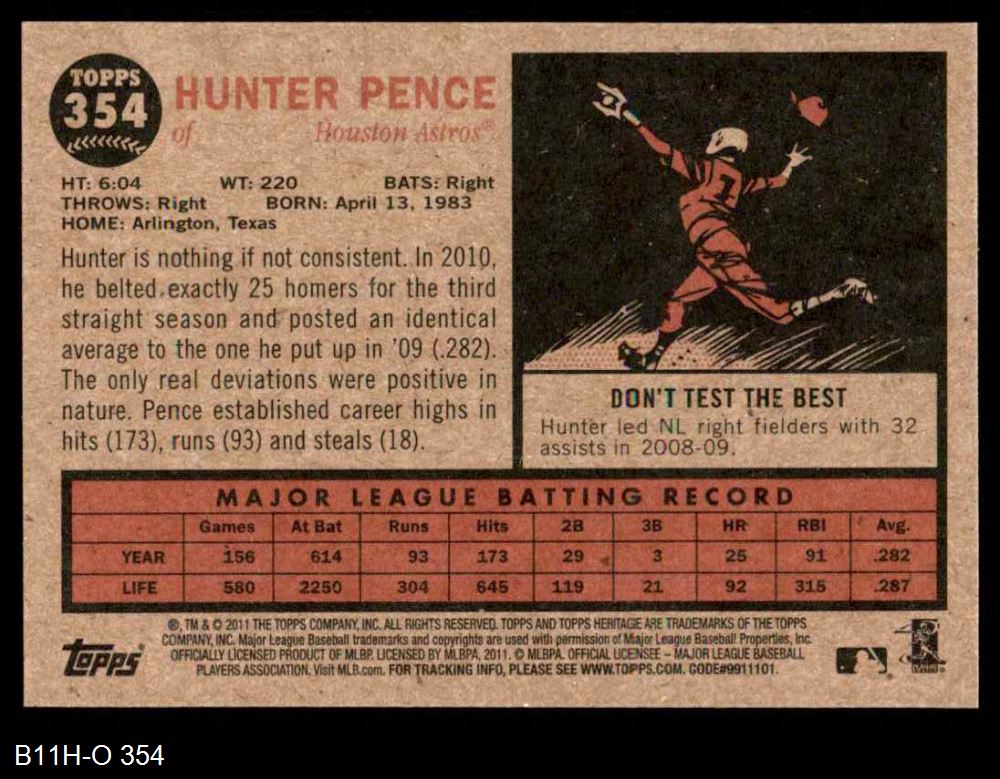 TOPPS
354
HUNTER PENCE
of Houston Astros®
HT: 6:04 WT: 220 BATS: Right
THROWS: Right BORN: April 13, 1983
HOME: Arlington, Texas
Hunter is nothing if not consistent. In 2010,
he belted exactly 25 homers for the third
straight season and posted an identical
average to the one he put up in '09 (.282).
The only real deviations were positive in
nature. Pence established career highs in
hits (173), runs (93) and steals (18).
7
DON'T TEST THE BEST
Hunter led NL right fielders with 32
assists in 2008-09.
MAJOR LEAGUE BATTING RECORD
Games At Bat Runs Hits 2B 3B HR RBI Avg.
YEAR 156 614 93 173 29 3 25 91 .282
LIFE 580 2250 304 645 119 21 92 315 .287
®, TM & © 2011 THE TOPPS COMPANY, INC. ALL RIGHTS RESERVED. TOPPS AND TOPPS HERITAGE ARE TRADEMARKS OF THE TOPPS
COMPANY, INC. Major League Baseball trademarks and copyrights are used with permission of Major League Baseball Properties, Inc.
OFFICIALLY LICENSED PRODUCT OF MLBP. LICENSED BY MLBPA, 2011. © MLBPA. OFFICIAL LICENSEE – MAJOR LEAGUE BASEBALL
PLAYERS ASSOCIATION. Visit MLB.com. FOR TRACKING INFO, PLEASE SEE WWW.TOPPS.COM. CODE#9911101.
Topps
B11H-O 354